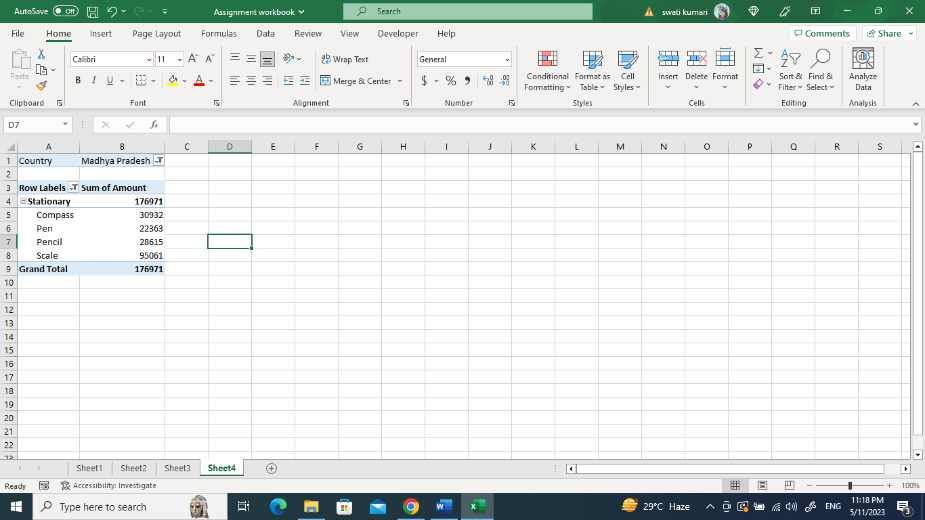 AutoSave Off Assignment workbook Search swati kumari
File Home Insert Page Layout Formulas Data Review View Developer Help Comments Share
Paste Calibri 11 B I U A Wrap Text Merge & Center General $ % Conditional Formatting Format as Table Cell Styles Insert Delete Format Sort & Filter Find & Select Analyze Data
Clipboard Font Alignment Number Styles Cells Editing Analysis
D7 fx
A B C D E F G H I J K L M N O P Q R S
1 Country Madhya Pradesh
2
3 Row Labels Sum of Amount
4 Stationary 176971
5 Compass 30932
6 Pen 22363
7 Pencil 28615
8 Scale 95061
9 Grand Total 176971
10
11
12
13
14
15
16
17
18
19
20
21
22
23
Sheet1 Sheet2 Sheet3 Sheet4
Ready Accessibility: Investigate 100%
Type here to search 29°C Haze ENG 11:18 PM
5/11/2023